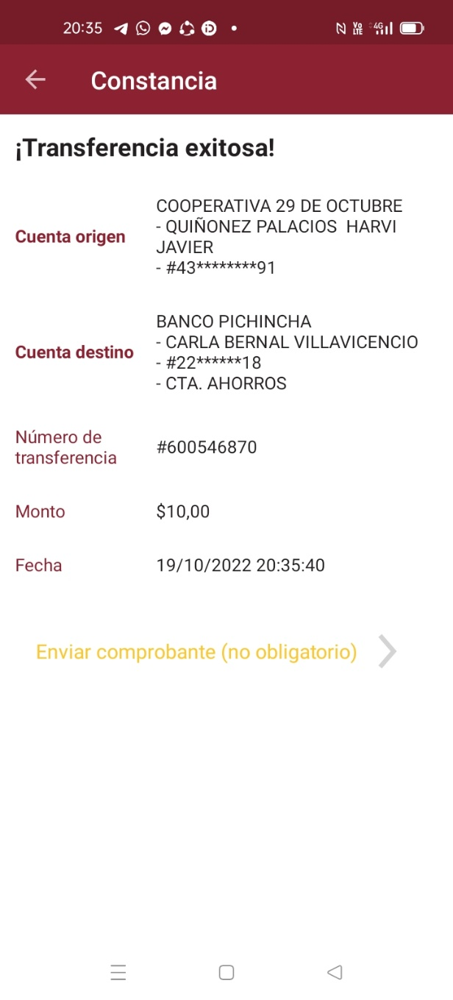 20:35
VoLTE 4G
Constancia
¡Transferencia exitosa!
Cuenta origen
COOPERATIVA 29 DE OCTUBRE
- QUIÑONEZ PALACIOS  HARVI
JAVIER
- #43********91
Cuenta destino
BANCO PICHINCHA
- CARLA BERNAL VILLAVICENCIO
- #22******18
- CTA. AHORROS
Número de
transferencia
#600546870
Monto
$10,00
Fecha
19/10/2022 20:35:40
Enviar comprobante (no obligatorio)